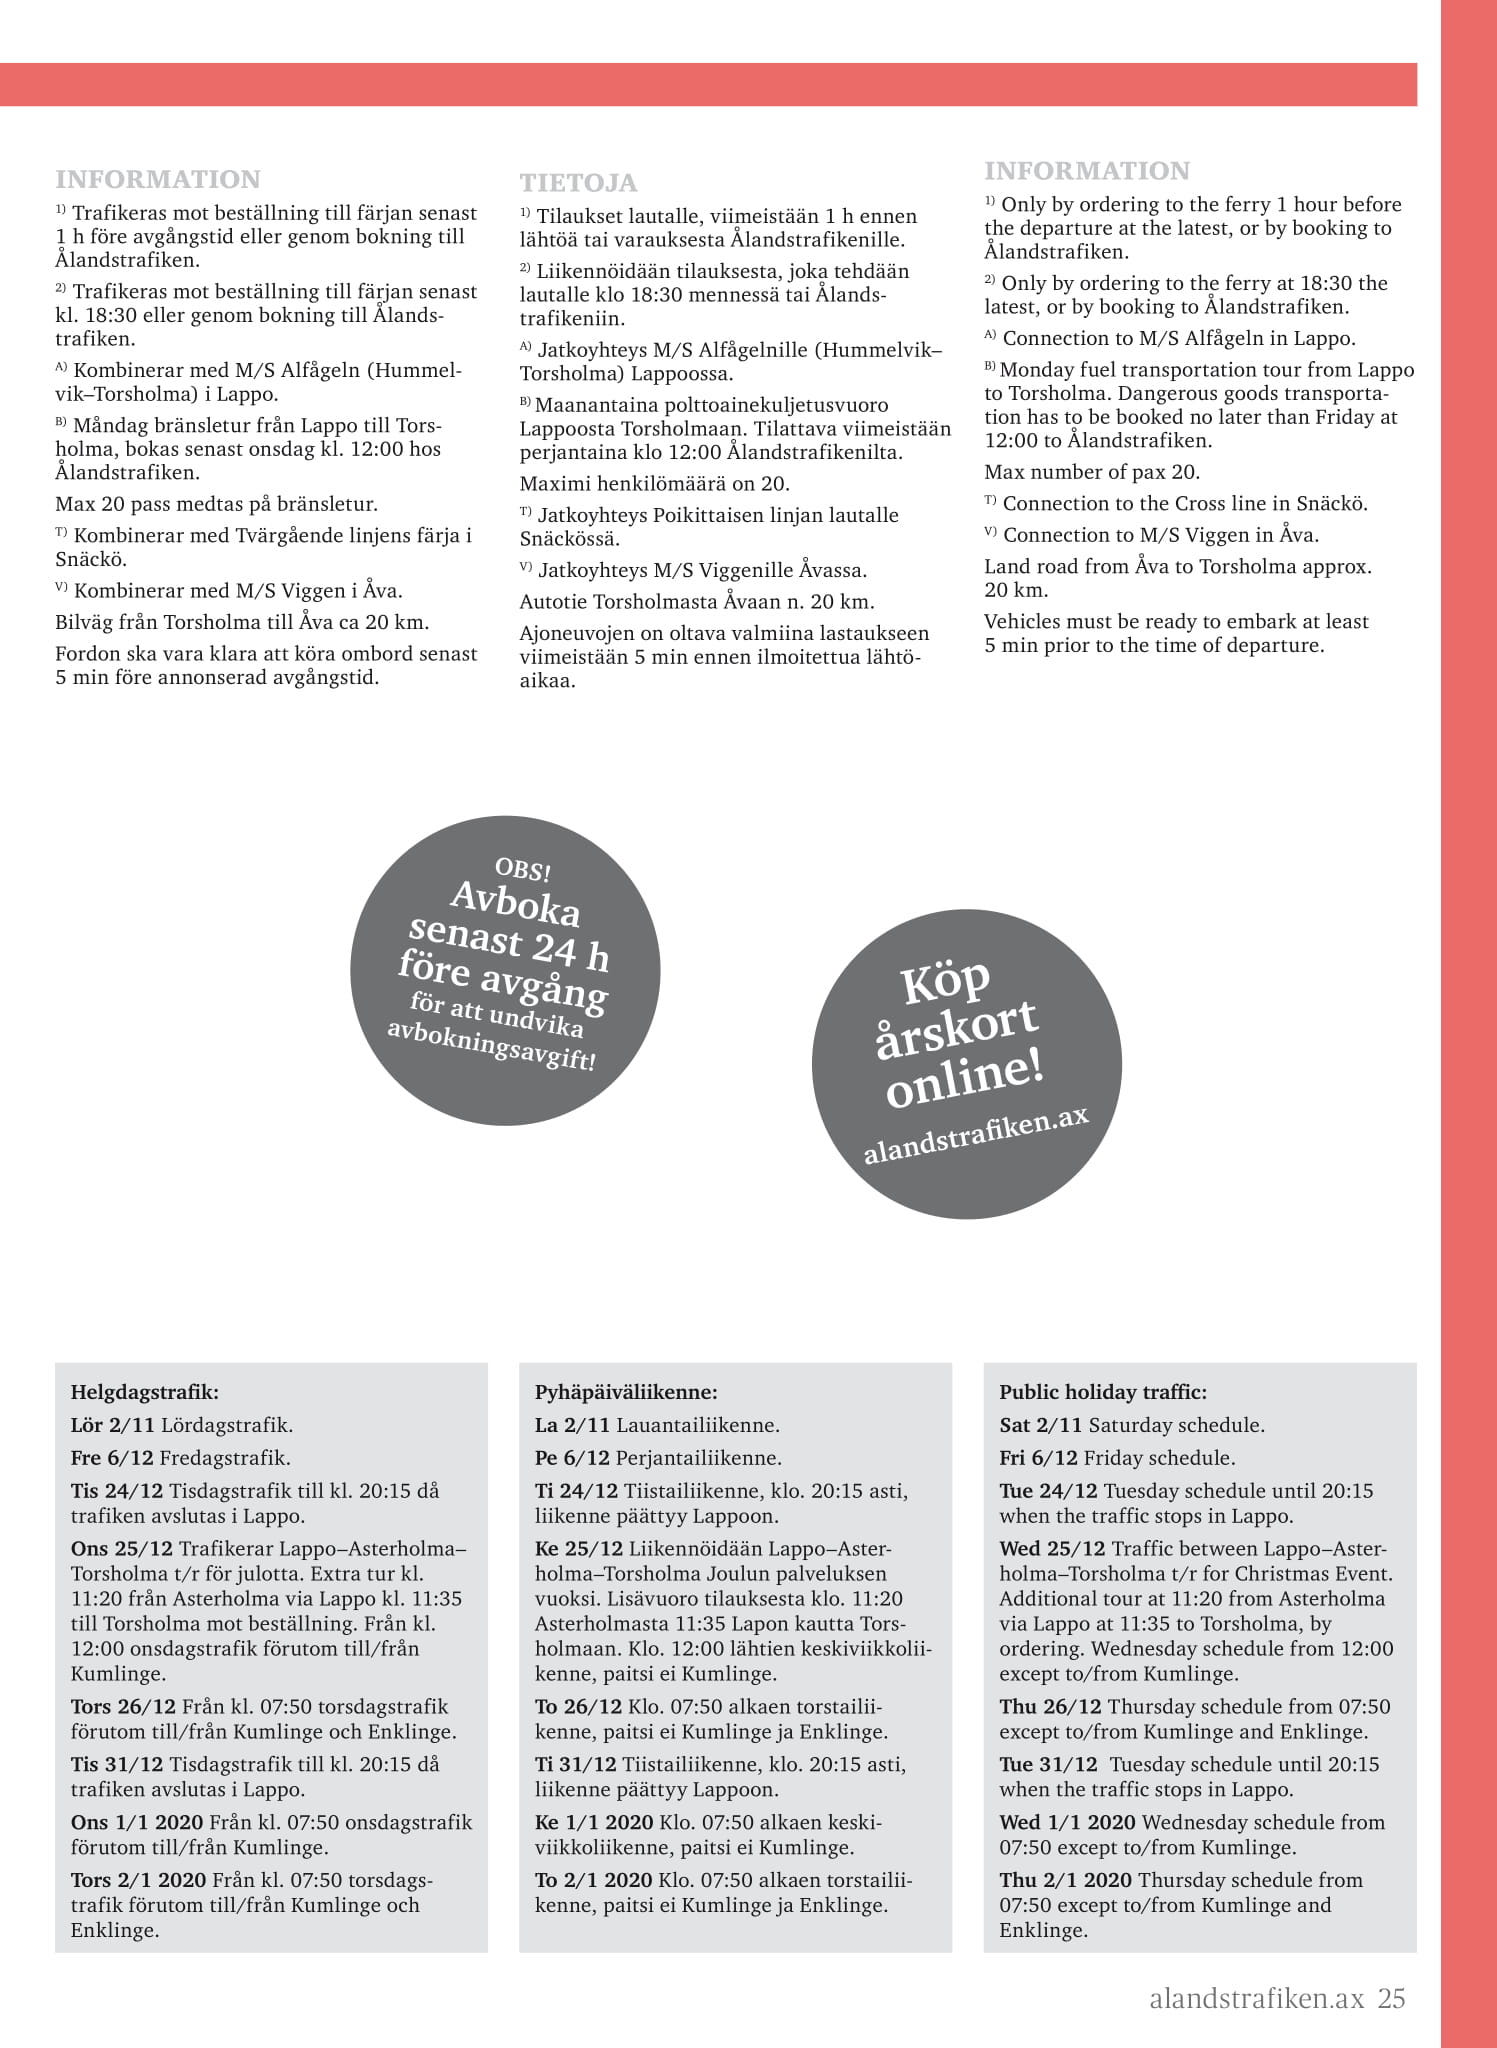 INFORMATION
1) Trafikeras mot beställning till färjan senast
1 h före avgångstid eller genom bokning till
Ålandstrafiken.
2) Trafikeras mot beställning till färjan senast
kl. 18:30 eller genom bokning till Ålands-
trafiken.
A) Kombinerar med M/S Alfågeln (Hummel-
vik–Torsholma) i Lappo.
B) Måndag bränsletur från Lappo till Tors-
holma, bokas senast onsdag kl. 12:00 hos
Ålandstrafiken.
Max 20 pass medtas på bränsletur.
T) Kombinerar med Tvärgående linjens färja i
Snäckö.
V) Kombinerar med M/S Viggen i Åva.
Bilväg från Torsholma till Åva ca 20 km.
Fordon ska vara klara att köra ombord senast
5 min före annonserad avgångstid.
TIETOJA
1) Tilaukset lautalle, viimeistään 1 h ennen
lähtöä tai varauksesta Ålandstrafikenille.
2) Liikennöidään tilauksesta, joka tehdään
lautalle klo 18:30 mennessä tai Ålands-
trafikeniin.
A) Jatkoyhteys M/S Alfågelnille (Hummelvik–
Torsholma) Lappoossa.
B) Maanantaina polttoainekuljetusvuoro
Lappoosta Torsholmaan. Tilattava viimeistään
perjantaina klo 12:00 Ålandstrafikenilta.
Maximi henkilömäärä on 20.
T) Jatkoyhteys Poikittaisen linjan lautalle
Snäckössä.
V) Jatkoyhteys M/S Viggenille Åvassa.
Autotie Torsholmasta Åvaan n. 20 km.
Ajoneuvojen on oltava valmiina lastaukseen
viimeistään 5 min ennen ilmoitettua lähtö-
aikaa.
INFORMATION
1) Only by ordering to the ferry 1 hour before
the departure at the latest, or by booking to
Ålandstrafiken.
2) Only by ordering to the ferry at 18:30 the
latest, or by booking to Ålandstrafiken.
A) Connection to M/S Alfågeln in Lappo.
B) Monday fuel transportation tour from Lappo
to Torsholma. Dangerous goods transporta-
tion has to be booked no later than Friday at
12:00 to Ålandstrafiken.
Max number of pax 20.
T) Connection to the Cross line in Snäckö.
V) Connection to M/S Viggen in Åva.
Land road from Åva to Torsholma approx.
20 km.
Vehicles must be ready to embark at least
5 min prior to the time of departure.
OBS!
Avboka
senast 24 h
före avgång
för att undvika
avbokningsavgift!
Köp
årskort
online!
alandstrafiken.ax
Helgdagstrafik:
Lör 2/11 Lördagstrafik.
Fre 6/12 Fredagstrafik.
Tis 24/12 Tisdagstrafik till kl. 20:15 då
trafiken avslutas i Lappo.
Ons 25/12 Trafikerar Lappo–Asterholma–
Torsholma t/r för julotta. Extra tur kl.
11:20 från Asterholma via Lappo kl. 11:35
till Torsholma mot beställning. Från kl.
12:00 onsdagstrafik förutom till/från
Kumlinge.
Tors 26/12 Från kl. 07:50 torsdagstrafik
förutom till/från Kumlinge och Enklinge.
Tis 31/12 Tisdagstrafik till kl. 20:15 då
trafiken avslutas i Lappo.
Ons 1/1 2020 Från kl. 07:50 onsdagstrafik
förutom till/från Kumlinge.
Tors 2/1 2020 Från kl. 07:50 torsdags-
trafik förutom till/från Kumlinge och
Enklinge.
Pyhäpäiväliikenne:
La 2/11 Lauantailiikenne.
Pe 6/12 Perjantailiikenne.
Ti 24/12 Tiistailiikenne, klo. 20:15 asti,
liikenne päättyy Lappoon.
Ke 25/12 Liikennöidään Lappo–Aster-
holma–Torsholma Joulun palveluksen
vuoksi. Lisävuoro tilauksesta klo. 11:20
Asterholmasta 11:35 Lapon kautta Tors-
holmaan. Klo. 12:00 lähtien keskiviikkolii-
kenne, paitsi ei Kumlinge.
To 26/12 Klo. 07:50 alkaen torstailii-
kenne, paitsi ei Kumlinge ja Enklinge.
Ti 31/12 Tiistailiikenne, klo. 20:15 asti,
liikenne päättyy Lappoon.
Ke 1/1 2020 Klo. 07:50 alkaen keski-
viikkoliikenne, paitsi ei Kumlinge.
To 2/1 2020 Klo. 07:50 alkaen torstailii-
kenne, paitsi ei Kumlinge ja Enklinge.
Public holiday traffic:
Sat 2/11 Saturday schedule.
Fri 6/12 Friday schedule.
Tue 24/12 Tuesday schedule until 20:15
when the traffic stops in Lappo.
Wed 25/12 Traffic between Lappo–Aster-
holma–Torsholma t/r for Christmas Event.
Additional tour at 11:20 from Asterholma
via Lappo at 11:35 to Torsholma, by
ordering. Wednesday schedule from 12:00
except to/from Kumlinge.
Thu 26/12 Thursday schedule from 07:50
except to/from Kumlinge and Enklinge.
Tue 31/12 Tuesday schedule until 20:15
when the traffic stops in Lappo.
Wed 1/1 2020 Wednesday schedule from
07:50 except to/from Kumlinge.
Thu 2/1 2020 Thursday schedule from
07:50 except to/from Kumlinge and
Enklinge.
alandstrafiken.ax 25